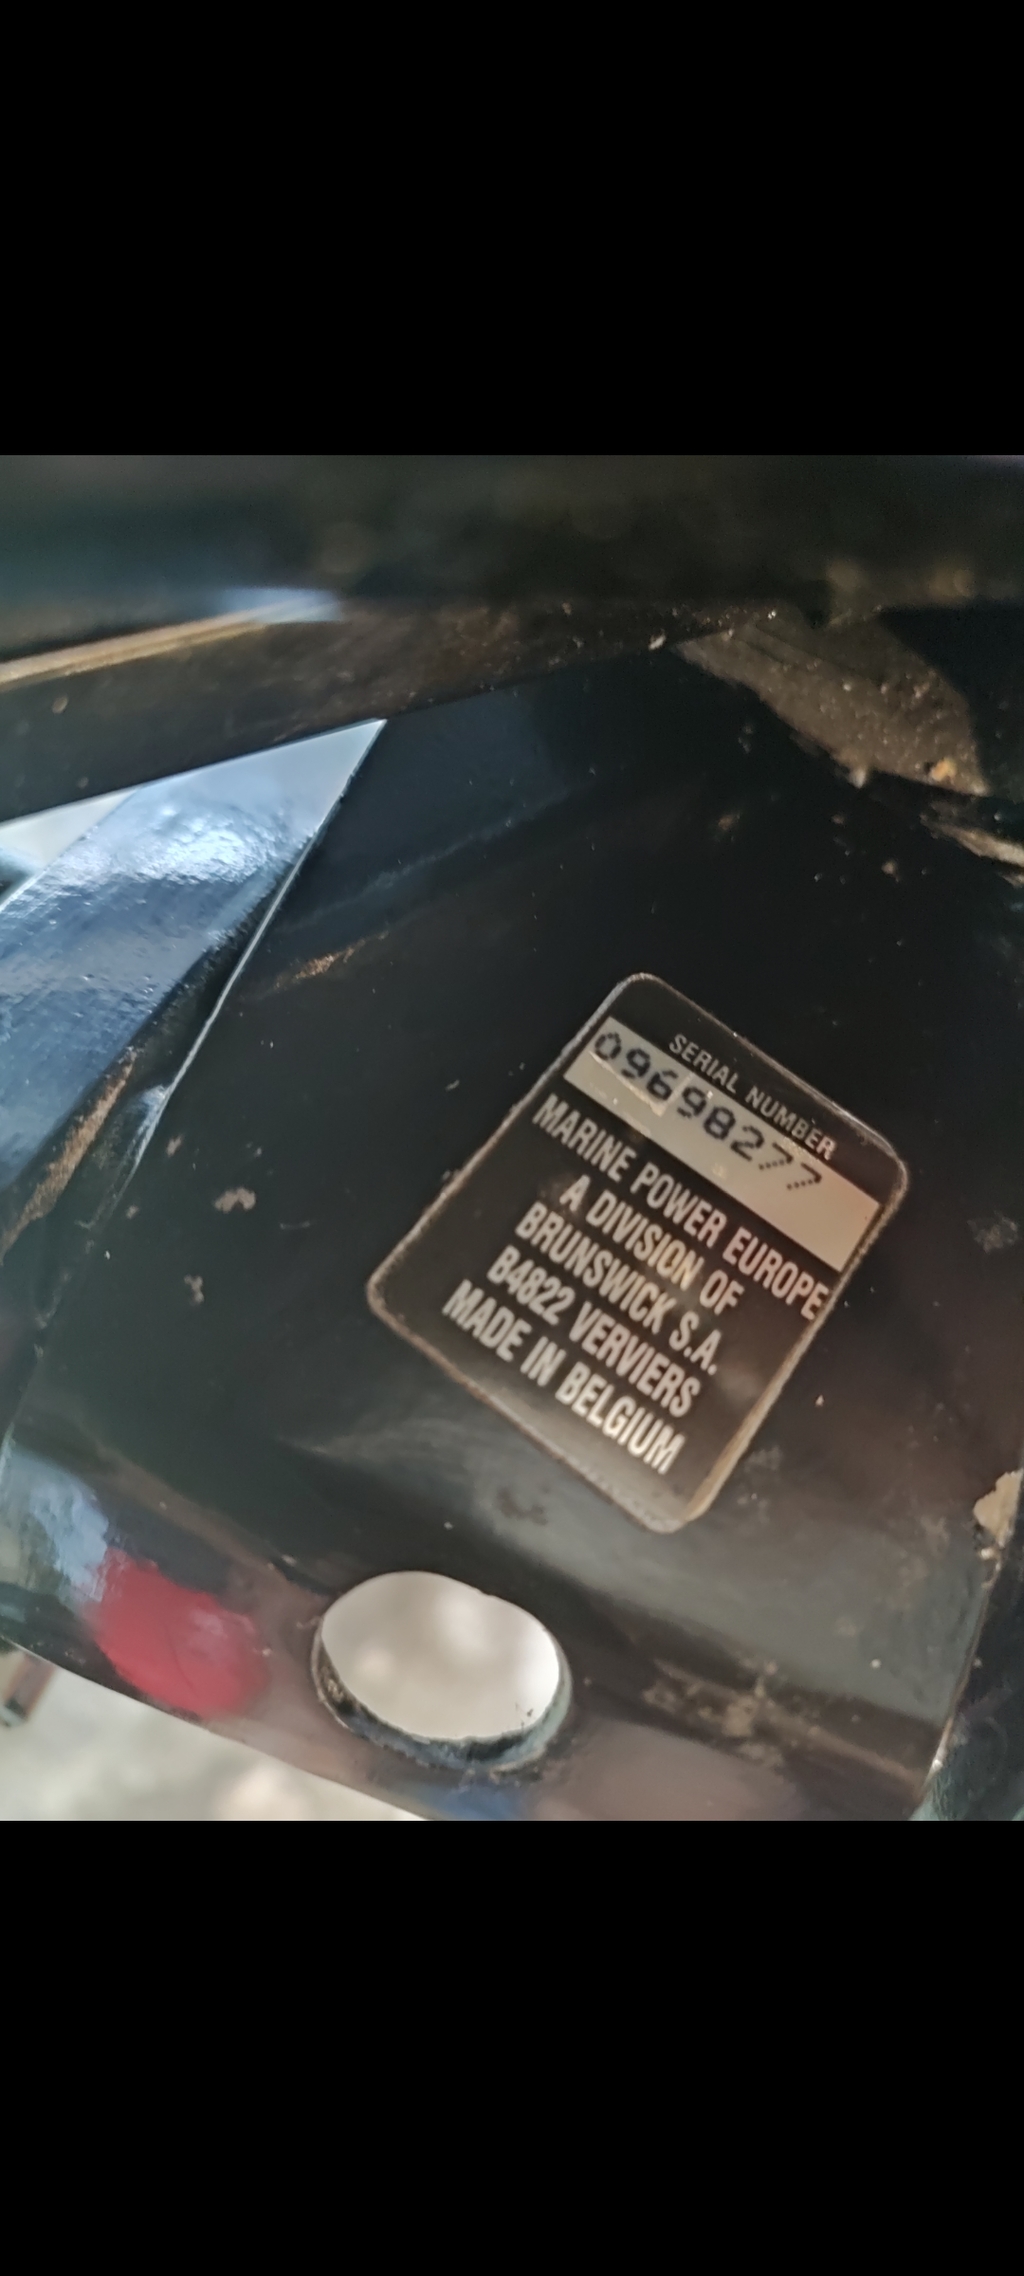 SERIAL NUMBER
09698277
MARINE POWER EUROPE
A DIVISION OF
BRUNSWICK S.A.
B4822 VERVIERS
MADE IN BELGIUM